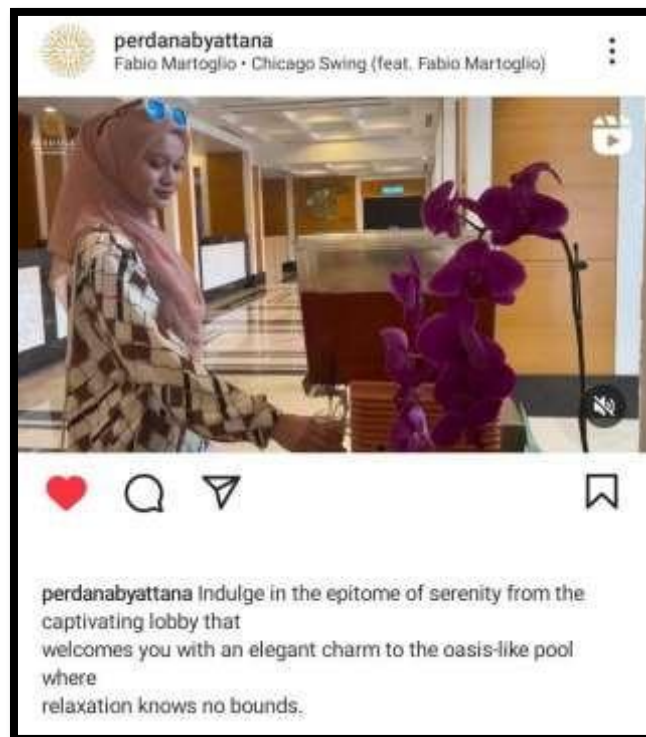 perdanabyattana
Fabio Martoglio • Chicago Swing (feat. Fabio Martoglio)
perdanabyattana Indulge in the epitome of serenity from the
captivating lobby that
welcomes you with an elegant charm to the oasis-like pool
where
relaxation knows no bounds.